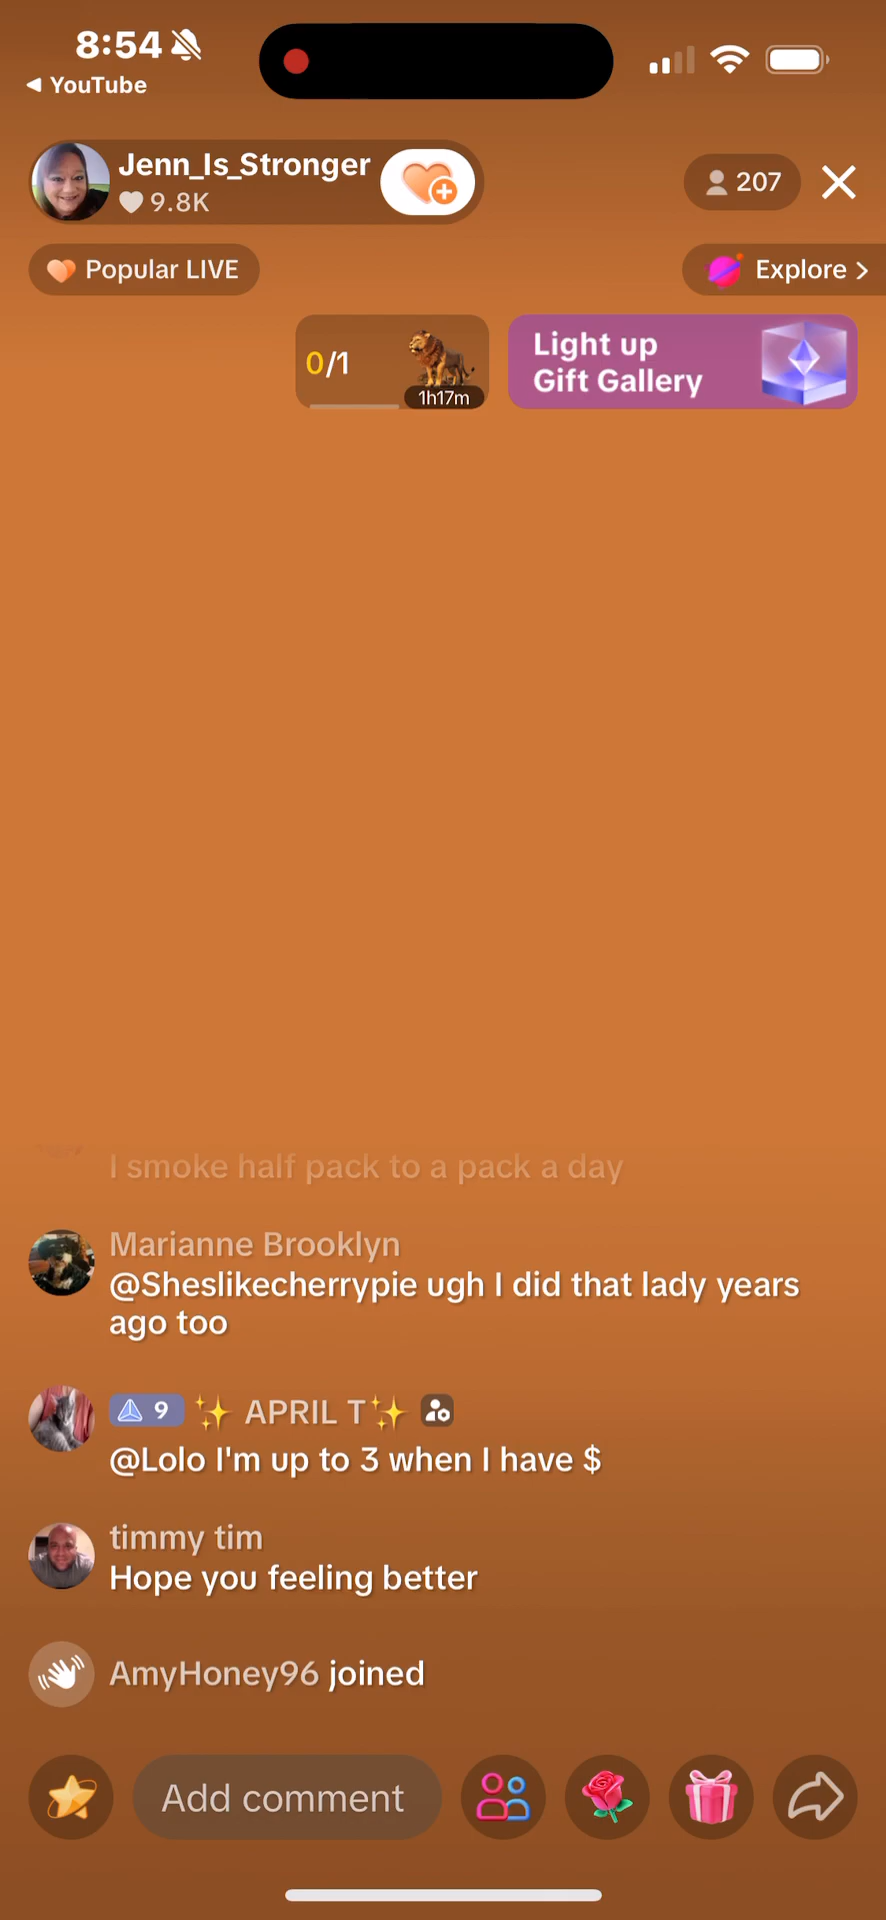 8:54
YouTube
Jenn_Is_Stronger
9.8K
207
Popular LIVE
Explore >
0/1
1h17m
Light up
Gift Gallery
I smoke half pack to a pack a day
Marianne Brooklyn
@Sheslikecherrypie ugh I did that lady years
ago too
9 ✨ APRIL T✨
@Lolo I'm up to 3 when I have $
timmy tim
Hope you feeling better
AmyHoney96 joined
Add comment